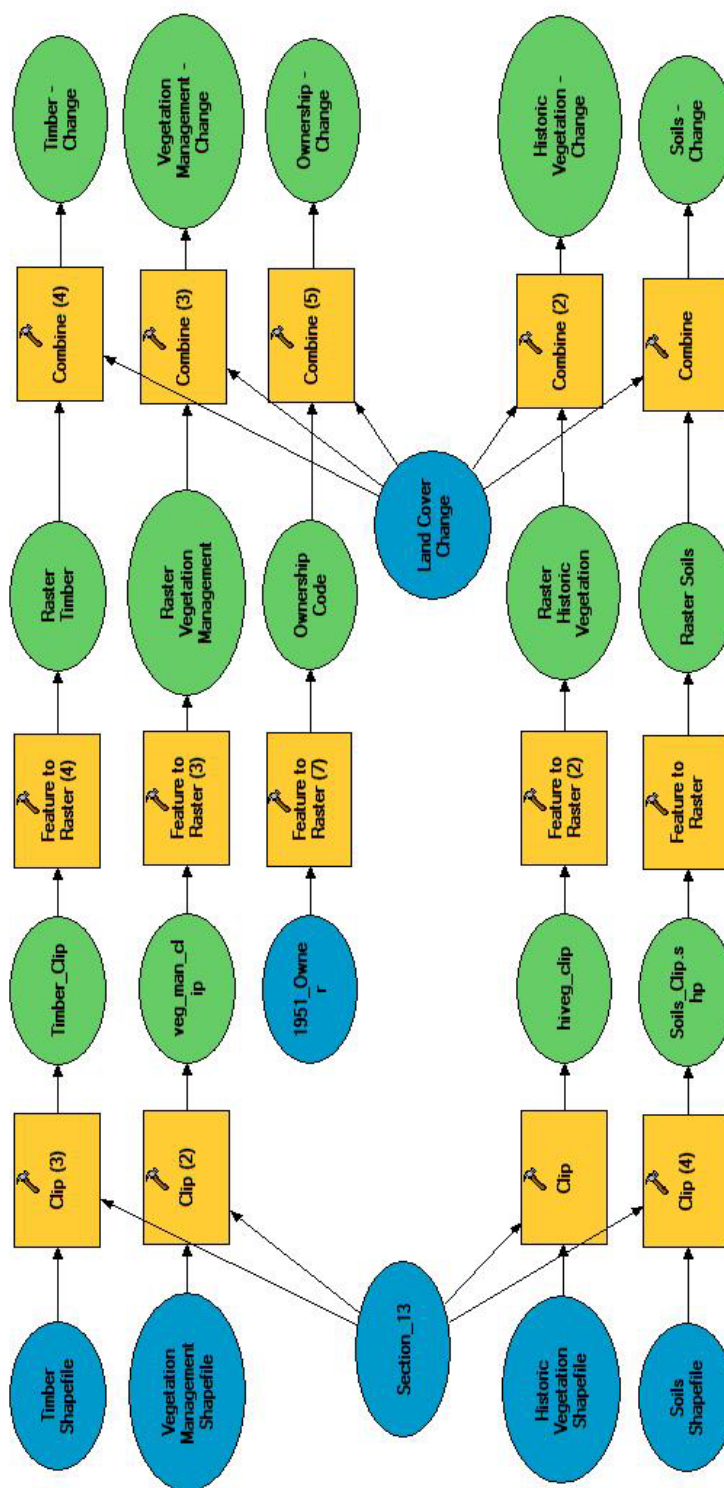 Timber
Shapefile
Clip (3)
Timber_Clip
Feature to
Raster (4)
Raster
Timber
Combine (4)
Timber -
Change
Vegetation
Management
Shapefile
Clip (2)
veg_man_cl
ip
Feature to
Raster (3)
Raster
Vegetation
Management
Combine (3)
Vegetation
Management -
Change
1951_Owne
r
Feature to
Raster (7)
Ownership
Code
Combine (5)
Ownership -
Change
Section_13
Land Cover
Change
Historic
Vegetation
Shapefile
Clip
hiveg_clip
Feature to
Raster (2)
Raster
Historic
Vegetation
Combine (2)
Historic
Vegetation -
Change
Soils
Shapefile
Clip (4)
Soils_Clip.s
hp
Feature to
Raster
Raster Soils
Combine
Soils -
Change